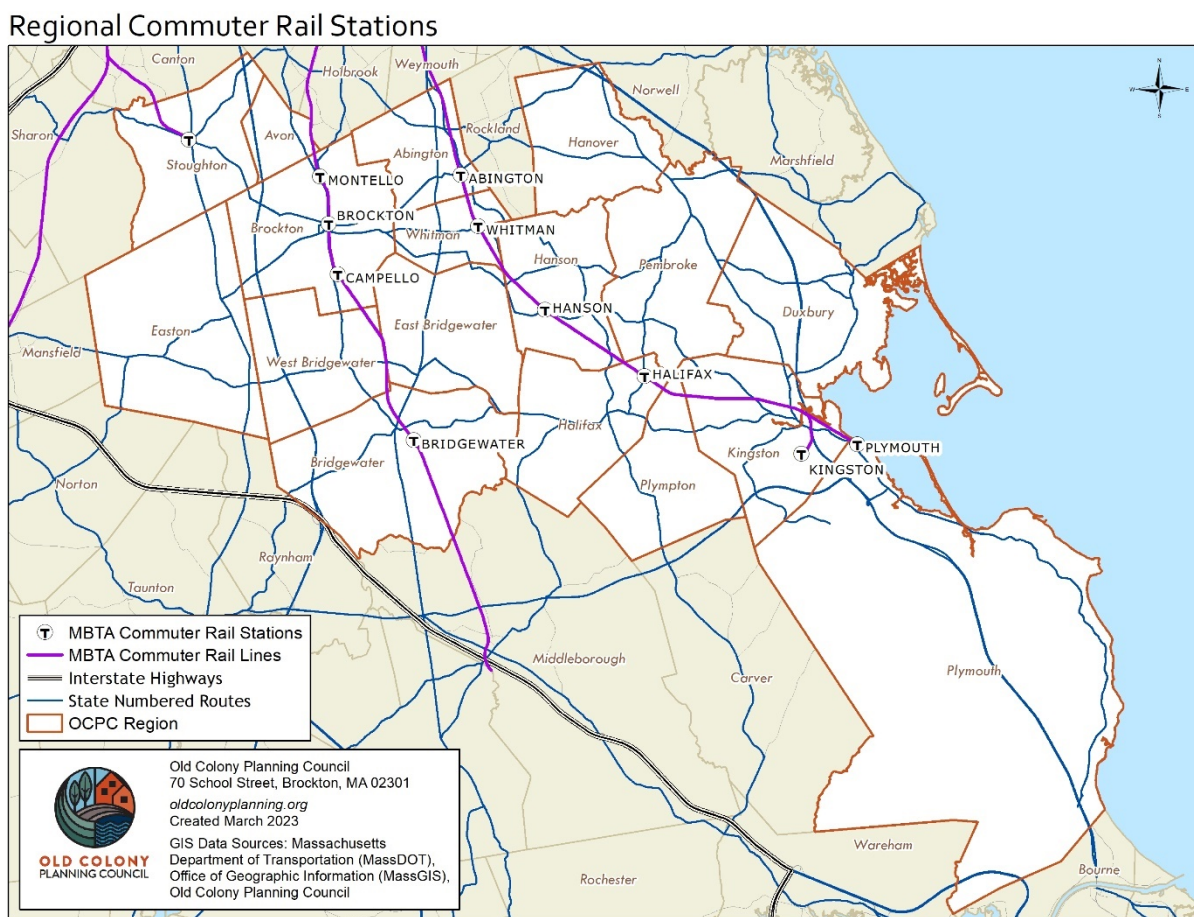 Regional Commuter Rail Stations
Canton
Holbrook
Weymouth
Norwell
N
W
E
S
Sharon
Avon
Rockland
Stoughton
Abington
Hanover
Marshfield
T MONTELLO
T ABINGTON
T BROCKTON
Brockton
Whitman
T WHITMAN
Hanson
Pembroke
T CAMPELLO
Duxbury
T HANSON
Easton
East Bridgewater
Mansfield
West Bridgewater
T HALIFAX
Halifax
T BRIDGEWATER
Bridgewater
Kingston
T PLYMOUTH
T KINGSTON
Norton
Plympton
Raynham
Taunton
Middleborough
Carver
Plymouth
T MBTA Commuter Rail Stations
MBTA Commuter Rail Lines
Interstate Highways
State Numbered Routes
OCPC Region
Old Colony Planning Council
70 School Street, Brockton, MA 02301
oldcolonyplanning.org
Created March 2023
GIS Data Sources: Massachusetts
Department of Transportation (MassDOT),
Office of Geographic Information (MassGIS),
Old Colony Planning Council
OLD COLONY
PLANNING COUNCIL
Wareham
Rochester
Bourne